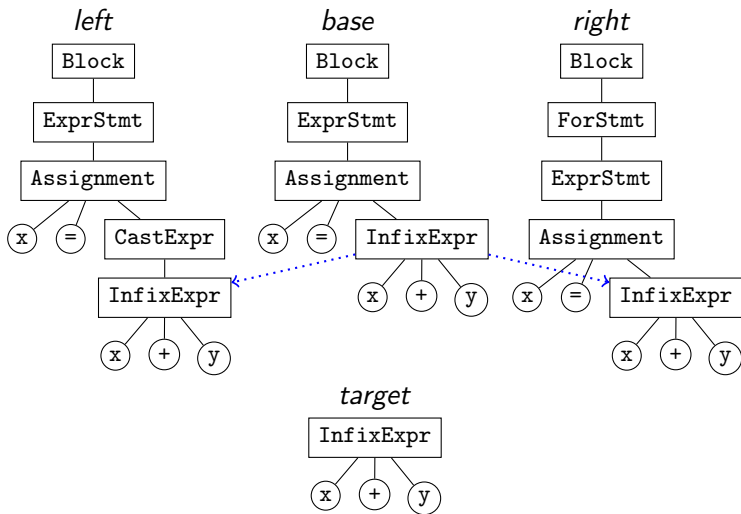 left base right
Block Block Block
ExprStmt ExprStmt ForStmt
Assignment Assignment ExprStmt
x = CastExpr x = InfixExpr Assignment
InfixExpr x + y x = InfixExpr
x + y x + y
target
InfixExpr
x + y